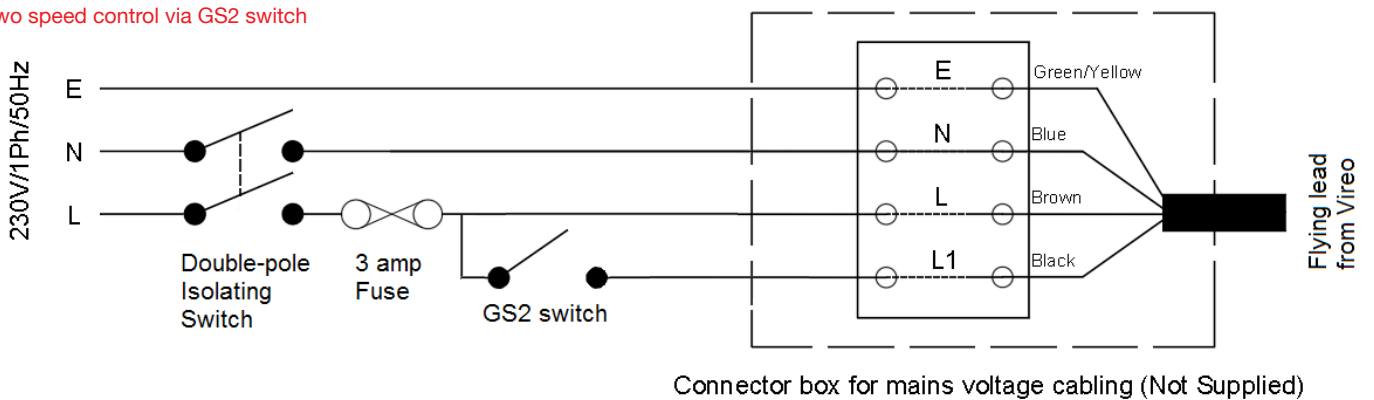 speed control via GS2 switch
230V/1Ph/50Hz
E
N
L
Double-pole
Isolating
Switch
3 amp
Fuse
GS2 switch
E
N
L
L1
Green/Yellow
Blue
Brown
Black
Flying lead
from Vireo
Connector box for mains voltage cabling (Not Supplied)